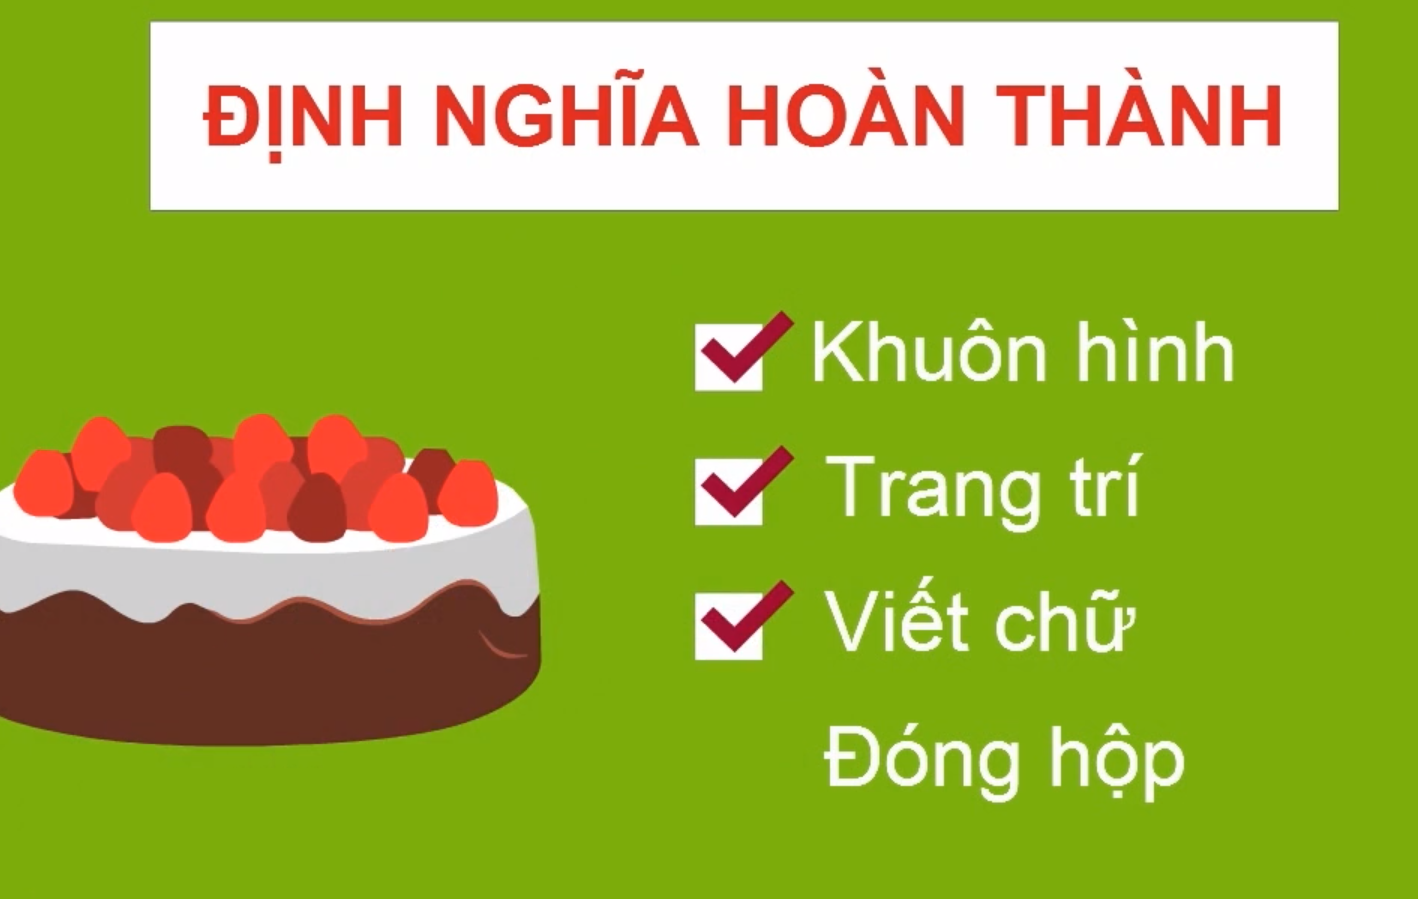 ĐỊNH NGHĨA HOÀN THÀNH
Khuôn hình
Trang trí
Viết chữ
Đóng hộp